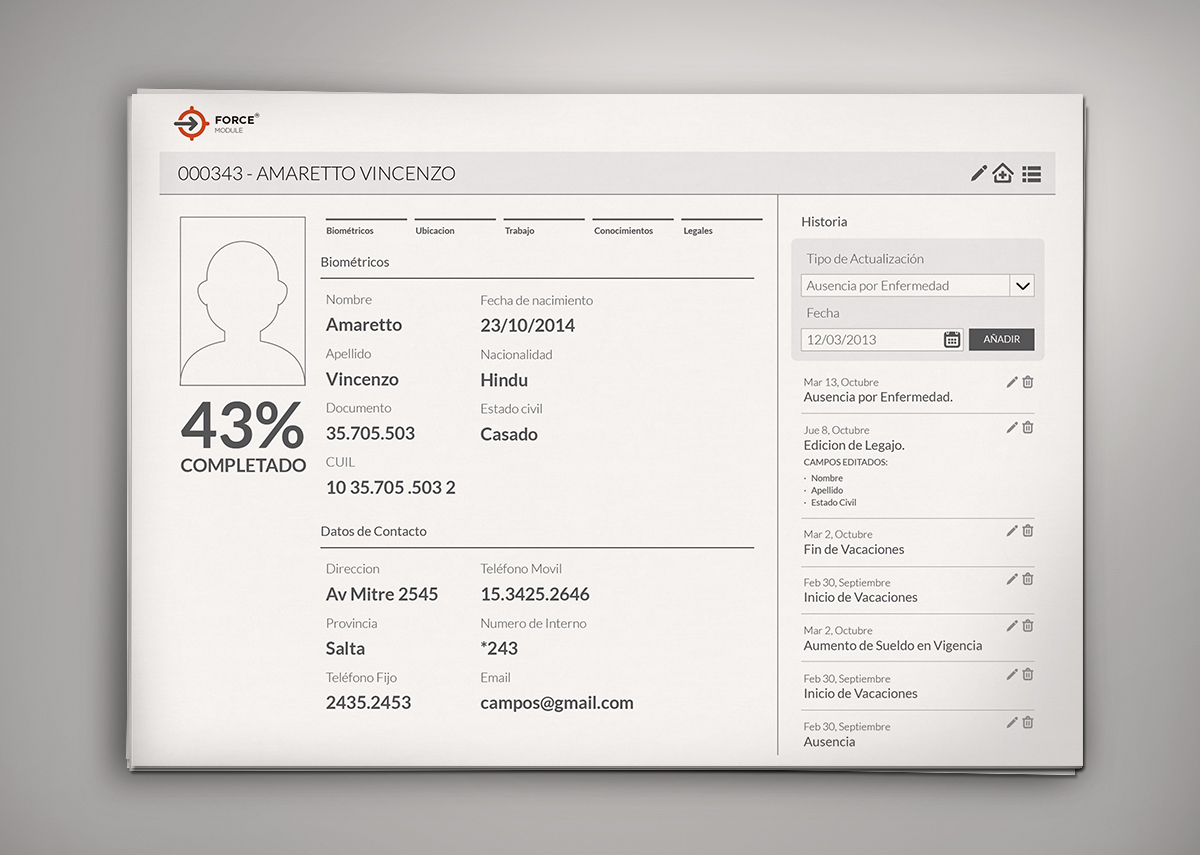 FORCE®
MODULE
000343 - AMARETTO VINCENZO
43%
COMPLETADO
Biométricos
Ubicacion
Trabajo
Conocimientos
Legales
Biométricos
Nombre
Amaretto
Fecha de nacimiento
23/10/2014
Apellido
Vincenzo
Nacionalidad
Hindu
Documento
35.705.503
Estado civil
Casado
CUIL
10 35.705 .503 2
Datos de Contacto
Direccion
Av Mitre 2545
Teléfono Movil
15.3425.2646
Provincia
Salta
Numero de Interno
*243
Teléfono Fijo
2435.2453
Email
campos@gmail.com
Historia
Tipo de Actualización
Ausencia por Enfermedad
Fecha
12/03/2013
AÑADIR
Mar 13, Octubre
Ausencia por Enfermedad.
Jue 8, Octubre
Edicion de Legajo.
CAMPOS EDITADOS:
· Nombre
· Apellido
· Estado Civil
Mar 2, Octubre
Fin de Vacaciones
Feb 30, Septiembre
Inicio de Vacaciones
Mar 2, Octubre
Aumento de Sueldo en Vigencia
Feb 30, Septiembre
Inicio de Vacaciones
Feb 30, Septiembre
Ausencia